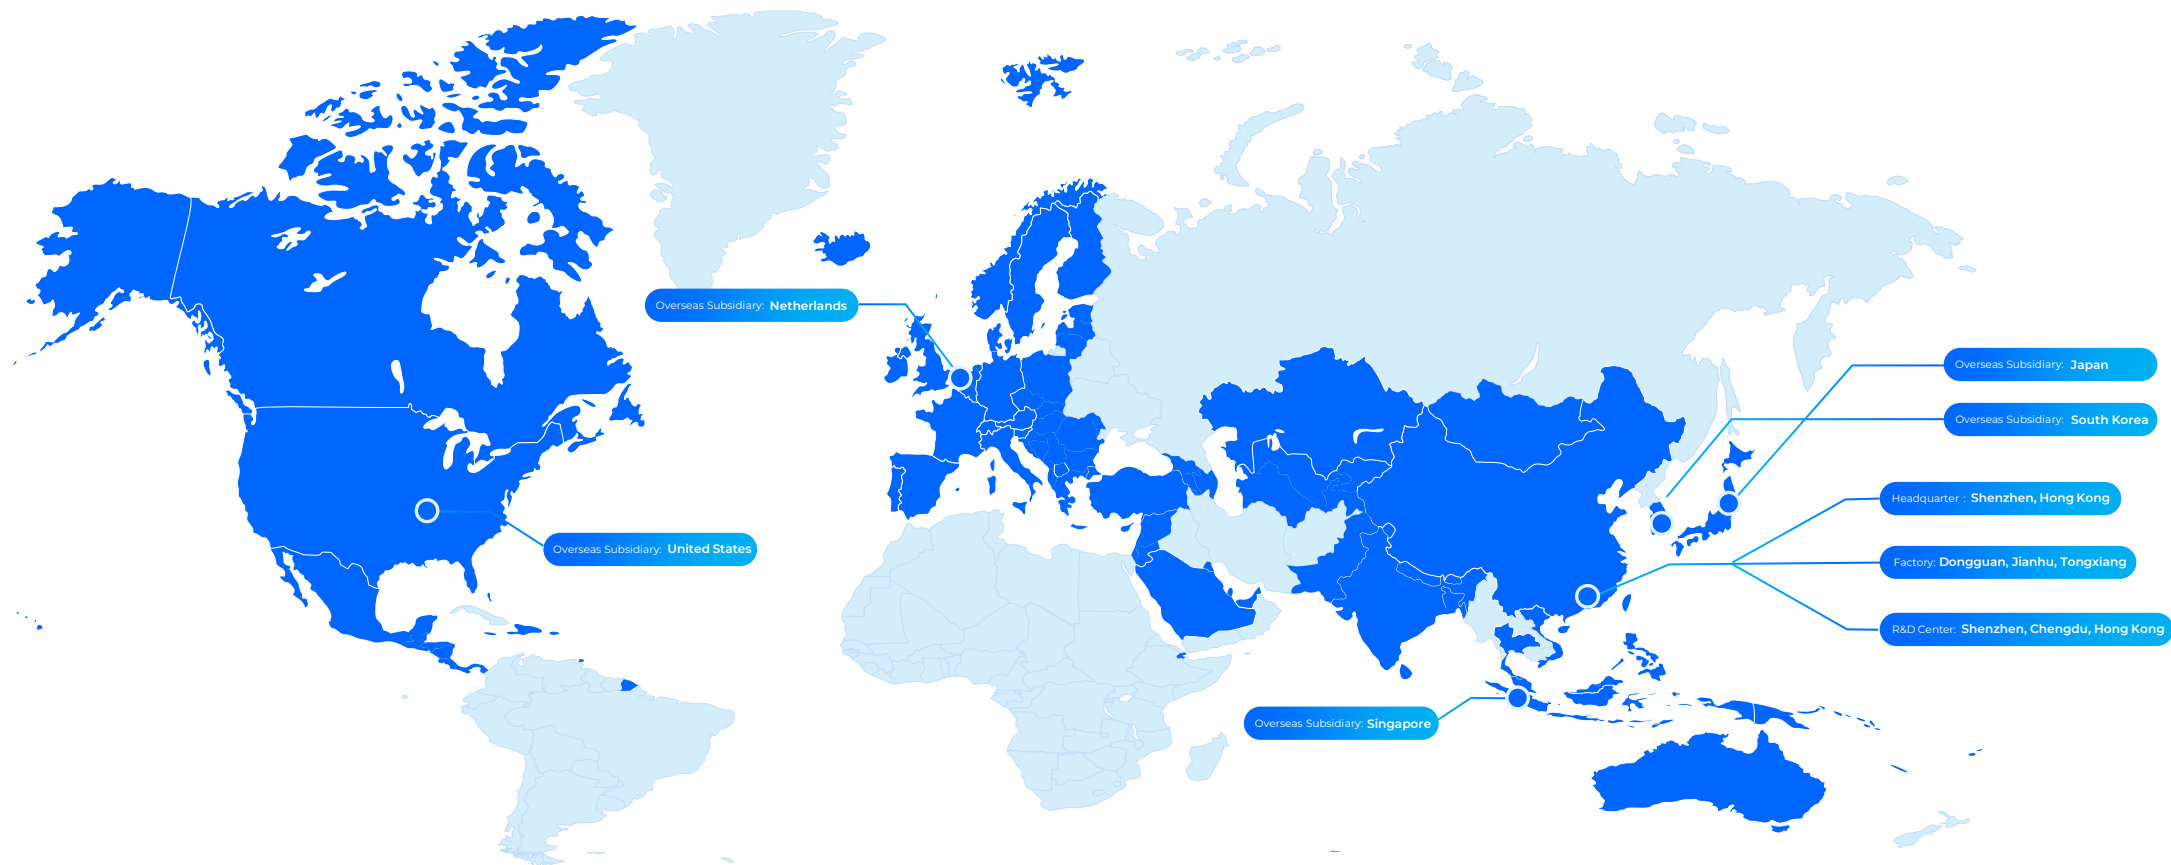 Overseas Subsidiary: Netherlands
Overseas Subsidiary: Japan
Overseas Subsidiary: South Korea
Headquarter : Shenzhen, Hong Kong
Overseas Subsidiary: United States
Factory: Dongguan, Jianhu, Tongxiang
R&D Center: Shenzhen, Chengdu, Hong Kong
Overseas Subsidiary: Singapore